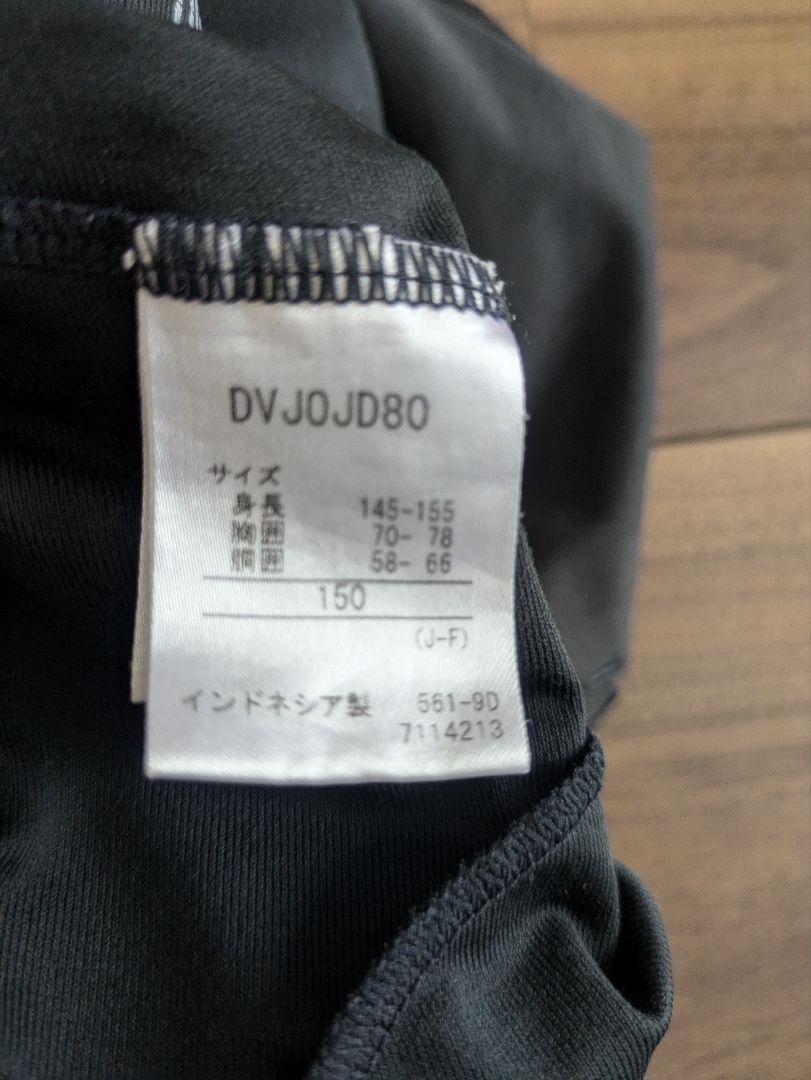 DVJ0JD80
サイズ
身長 145-155
胸囲 70- 78
胴囲 58- 66
150
(J-F)
インドネシア製 561-9D
7114213